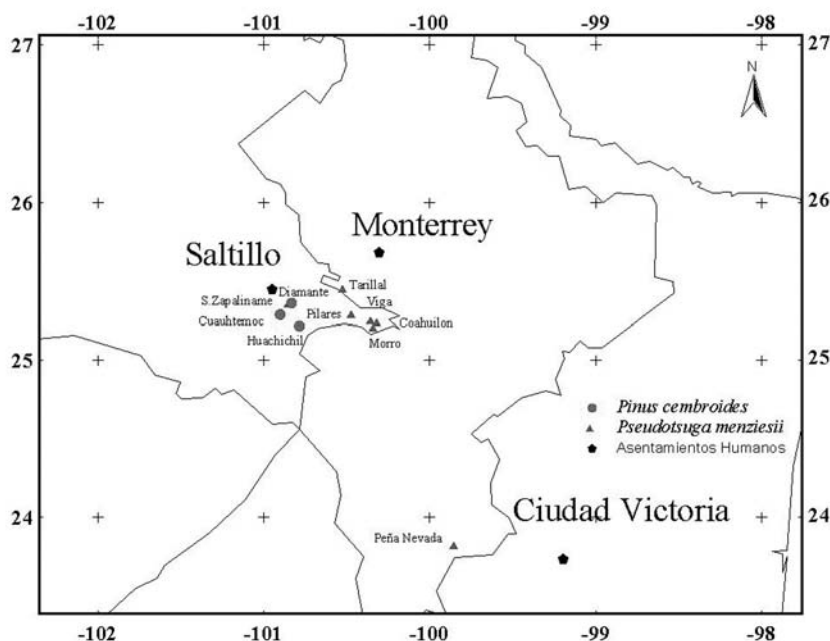 -102 -101 -100 -99 -98
27 27
N
26 26
Monterrey
Saltillo
Tarillal
Diamante
S.Zapaliname
Viga
Cuauhtemoc
Pilares
Coahuilon
Huachichil
Morro
25 25
Pinus cembroides
Pseudotsuga menziesii
Asentamientos Humanos
Ciudad Victoria
24 24
Peña Nevada
-102 -101 -100 -99 -98